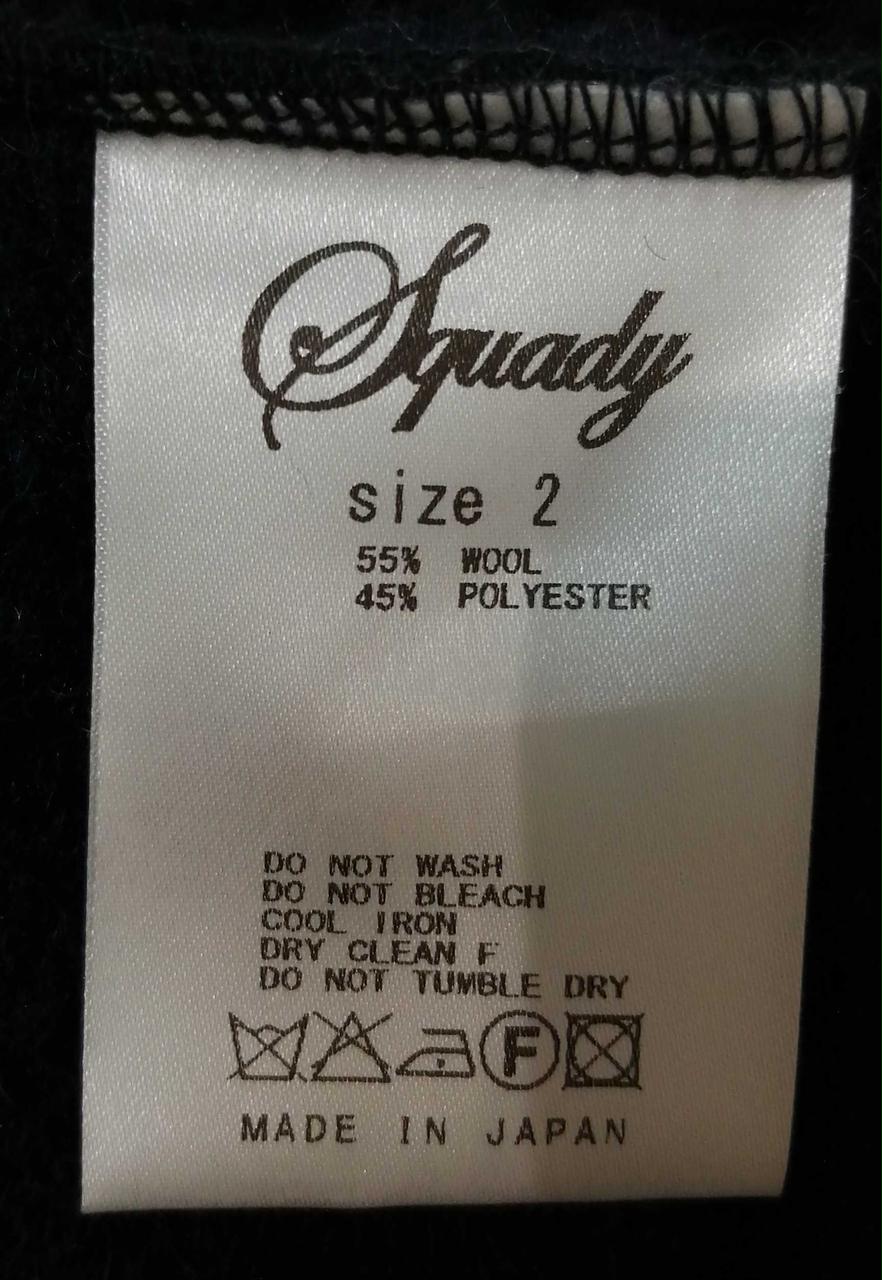 Squady
size 2
55% WOOL
45% POLYESTER
DO NOT WASH
DO NOT BLEACH
COOL IRON
DRY CLEAN F
DO NOT TUMBLE DRY
F
MADE IN JAPAN